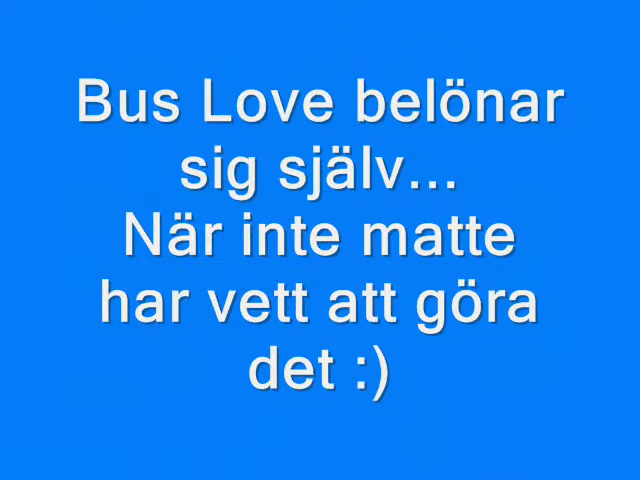 Bus Love belönar
sig själv...
När inte matte
har vett att göra
det :)